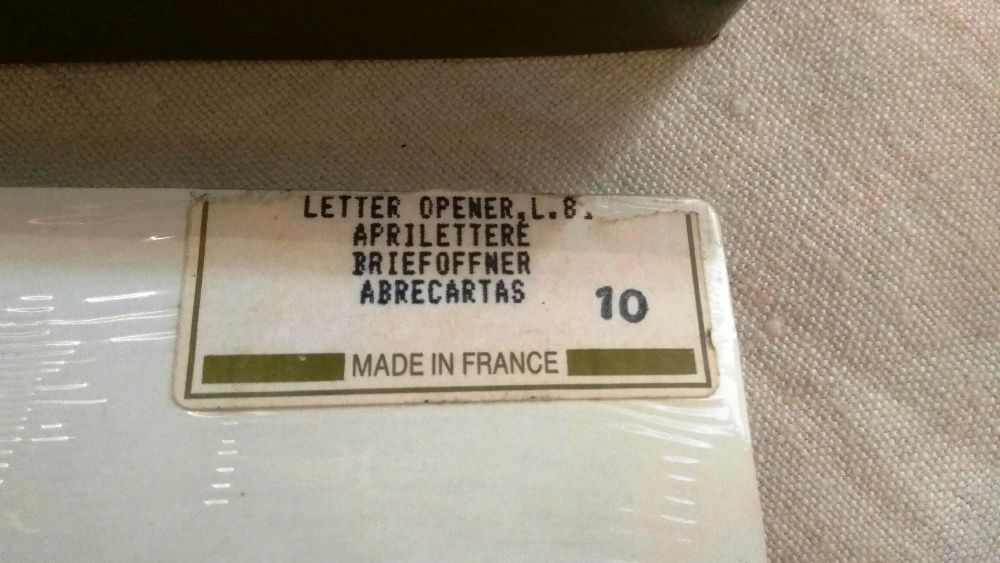 LETTER OPENER,L.8
APRILETTERE
BRIEFOFFNER
ABRECARTAS
10
MADE IN FRANCE